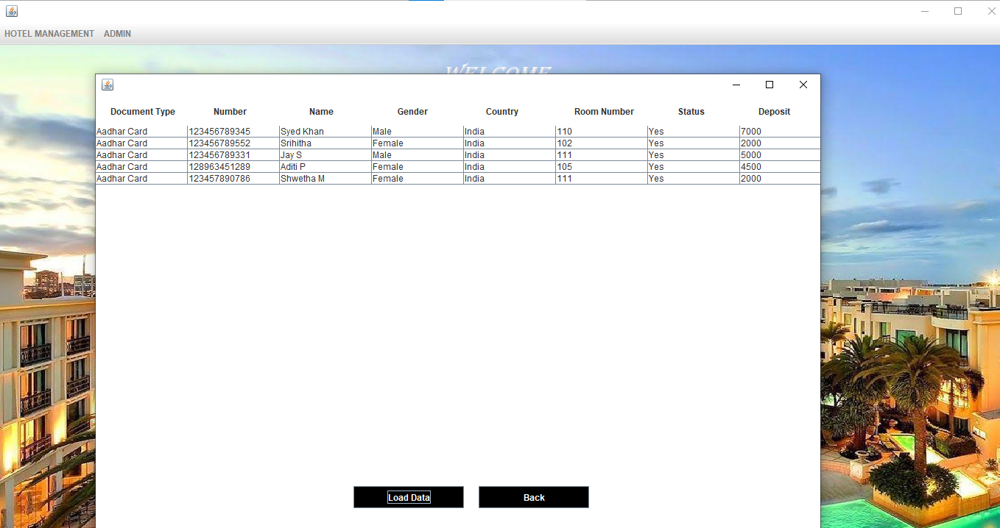 HOTEL MANAGEMENT ADMIN
WELCOME
Document Type Number Name Gender Country Room Number Status Deposit
Aadhar Card 123456789345 Syed Khan Male India 110 Yes 7000
Aadhar Card 123456789552 Srihitha Female India 102 Yes 2000
Aadhar Card 123456789331 Jay S Male India 111 Yes 5000
Aadhar Card 128963451289 Aditi P Female India 105 Yes 4500
Aadhar Card 123457890786 Shwetha M Female India 111 Yes 2000
Load Data Back